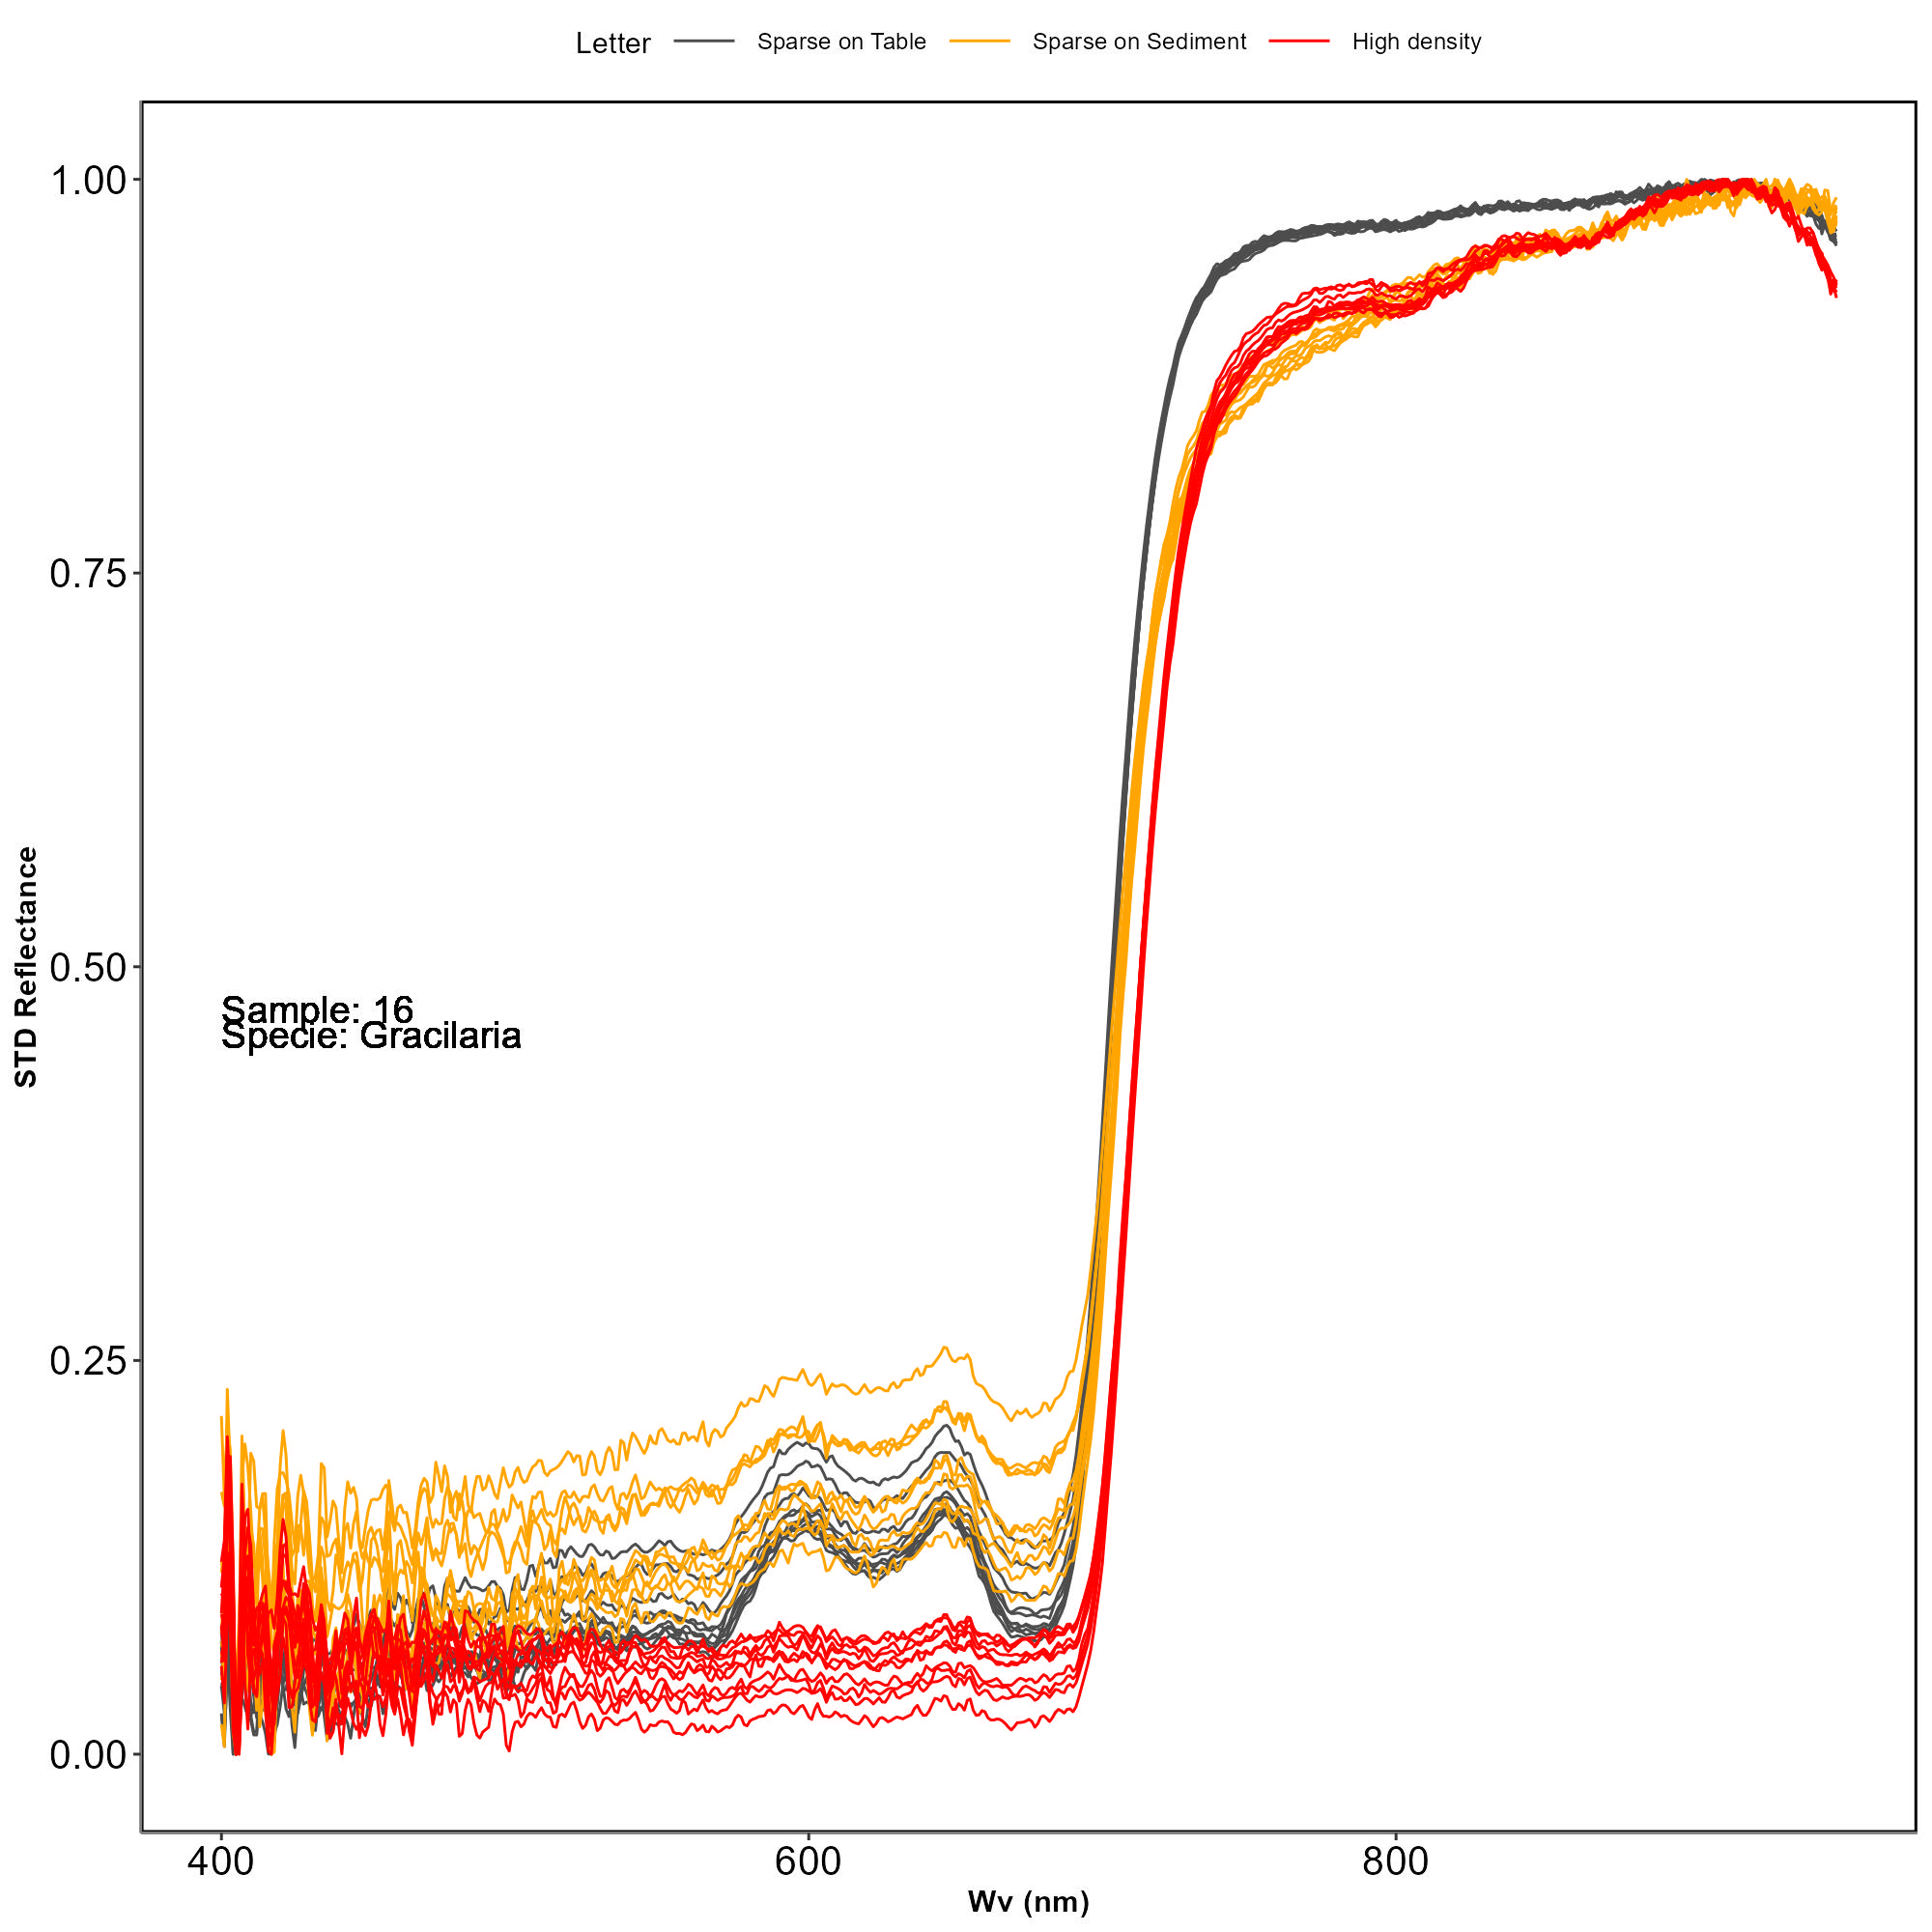 Letter Sparse on Table Sparse on Sediment High density
1.00
0.75
0.50
0.25
0.00
STD Reflectance
Sample: 16
Specie: Gracilaria
400 600 800
Wv (nm)